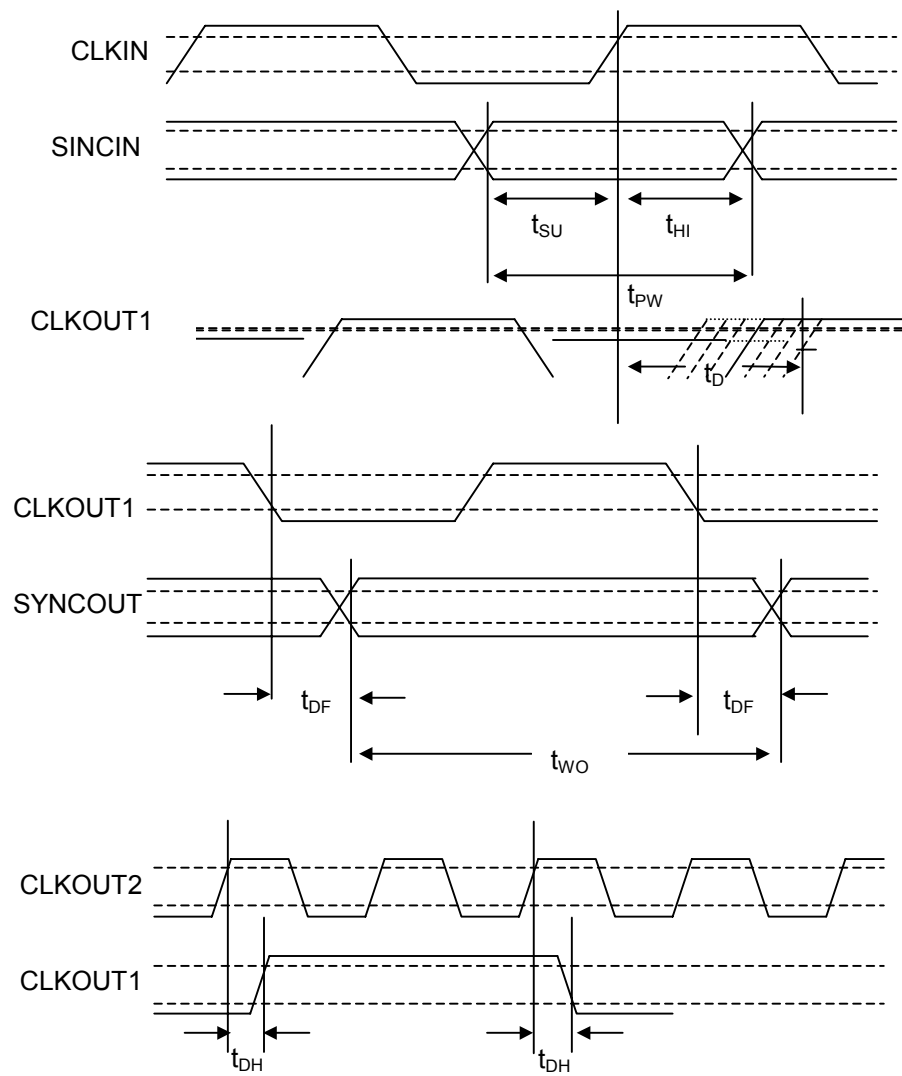 CLKIN
SINCIN
tSU
tHI
tPW
CLKOUT1
tD
CLKOUT1
SYNCOUT
tDF
tDF
tWO
CLKOUT2
CLKOUT1
tDH
tDH